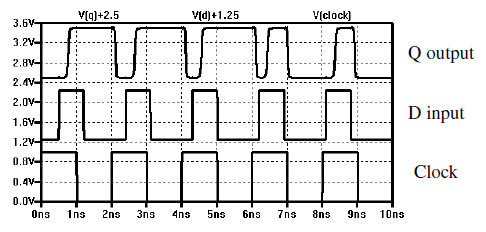 V(q)+2.5 V(d)+1.25 V(clock)
3.6V
3.2V
2.8V
2.4V
2.0V
1.6V
1.2V
0.8V
0.4V
0.0V
0ns 1ns 2ns 3ns 4ns 5ns 6ns 7ns 8ns 9ns 10ns
Q output
D input
Clock